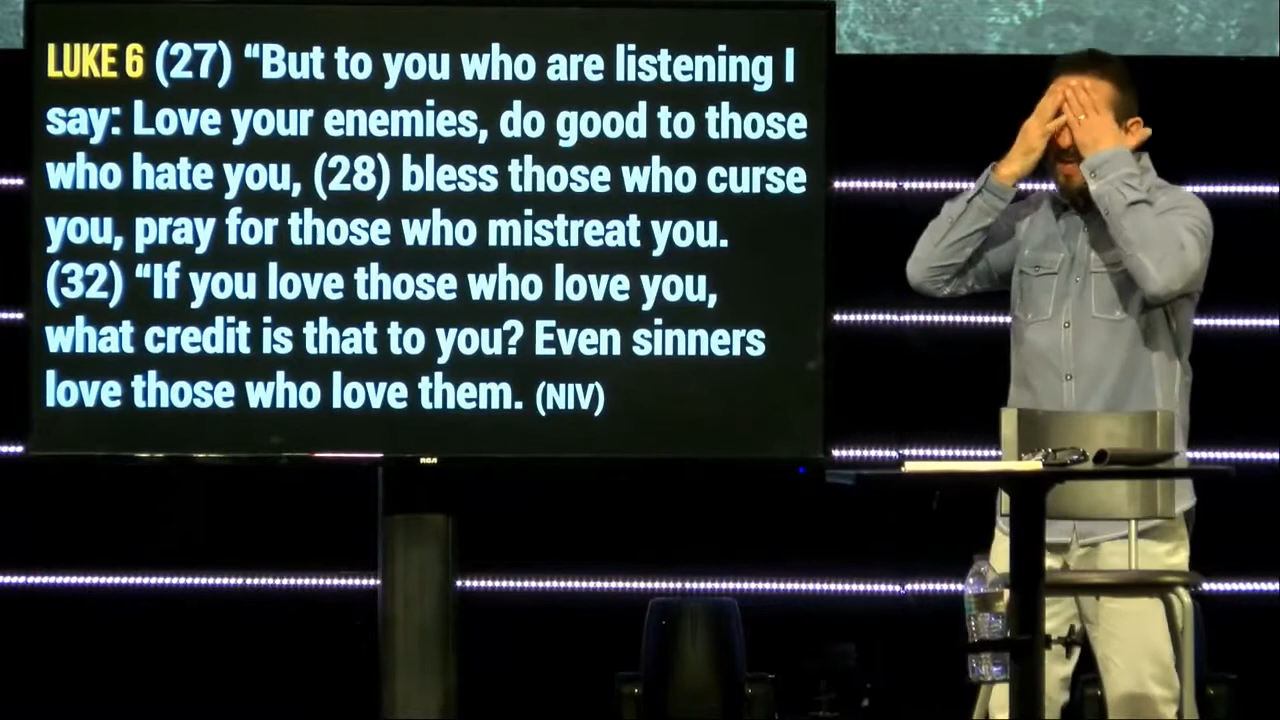 LUKE 6 (27) “But to you who are listening I
say: Love your enemies, do good to those
who hate you, (28) bless those who curse
you, pray for those who mistreat you.
(32) “If you love those who love you,
what credit is that to you? Even sinners
love those who love them. (NIV)
RCA